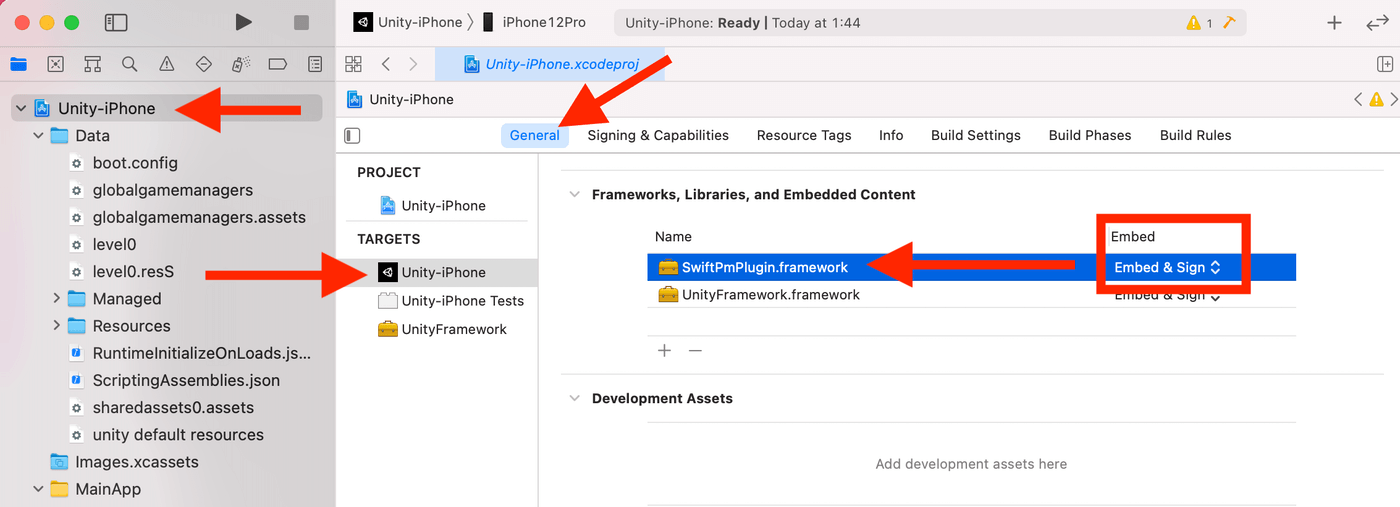 Unity-iPhone 〉 iPhone12Pro
Unity-iPhone: Ready | Today at 1:44
1
Unity-iPhone.xcodeproj
Unity-iPhone
Data
boot.config
globalgamemanagers
globalgamemanagers.assets
level0
level0.resS
Managed
Resources
RuntimeInitializeOnLoads.js...
ScriptingAssemblies.json
sharedassets0.assets
unity default resources
Images.xcassets
MainApp
Unity-iPhone
General Signing & Capabilities Resource Tags Info Build Settings Build Phases Build Rules
PROJECT
Unity-iPhone
TARGETS
Unity-iPhone
Unity-iPhone Tests
UnityFramework
Frameworks, Libraries, and Embedded Content
Name Embed
SwiftPmPlugin.framework Embed & Sign
UnityFramework.framework Embed & Sign
Development Assets
Add development assets here